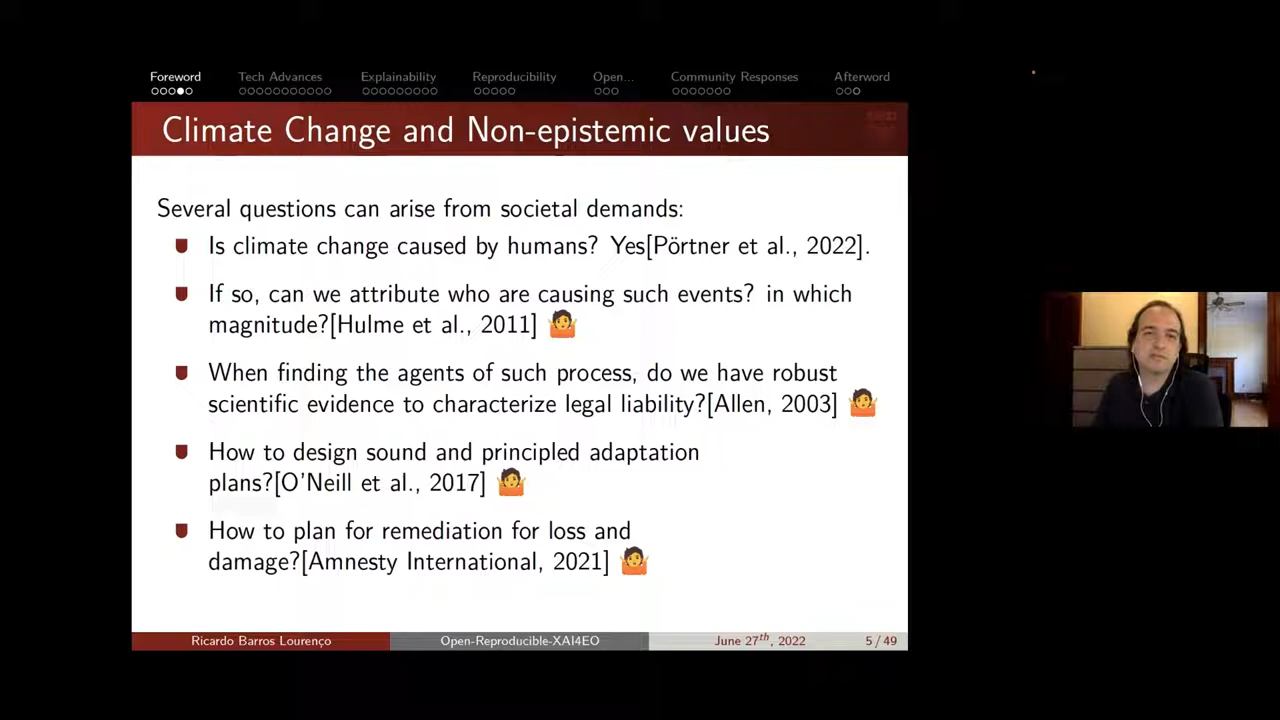 Foreword Tech Advances Explainability Reproducibility Open... Community Responses Afterword
Climate Change and Non-epistemic values
Several questions can arise from societal demands:
Is climate change caused by humans? Yes[Pörtner et al., 2022].
If so, can we attribute who are causing such events? in which
magnitude?[Hulme et al., 2011] 🤷
When finding the agents of such process, do we have robust
scientific evidence to characterize legal liability?[Allen, 2003] 🤷
How to design sound and principled adaptation
plans?[O'Neill et al., 2017] 🤷
How to plan for remediation for loss and
damage?[Amnesty International, 2021] 🤷
Ricardo Barros Lourenço Open-Reproducible-XAI4EO June 27th, 2022 5 / 49